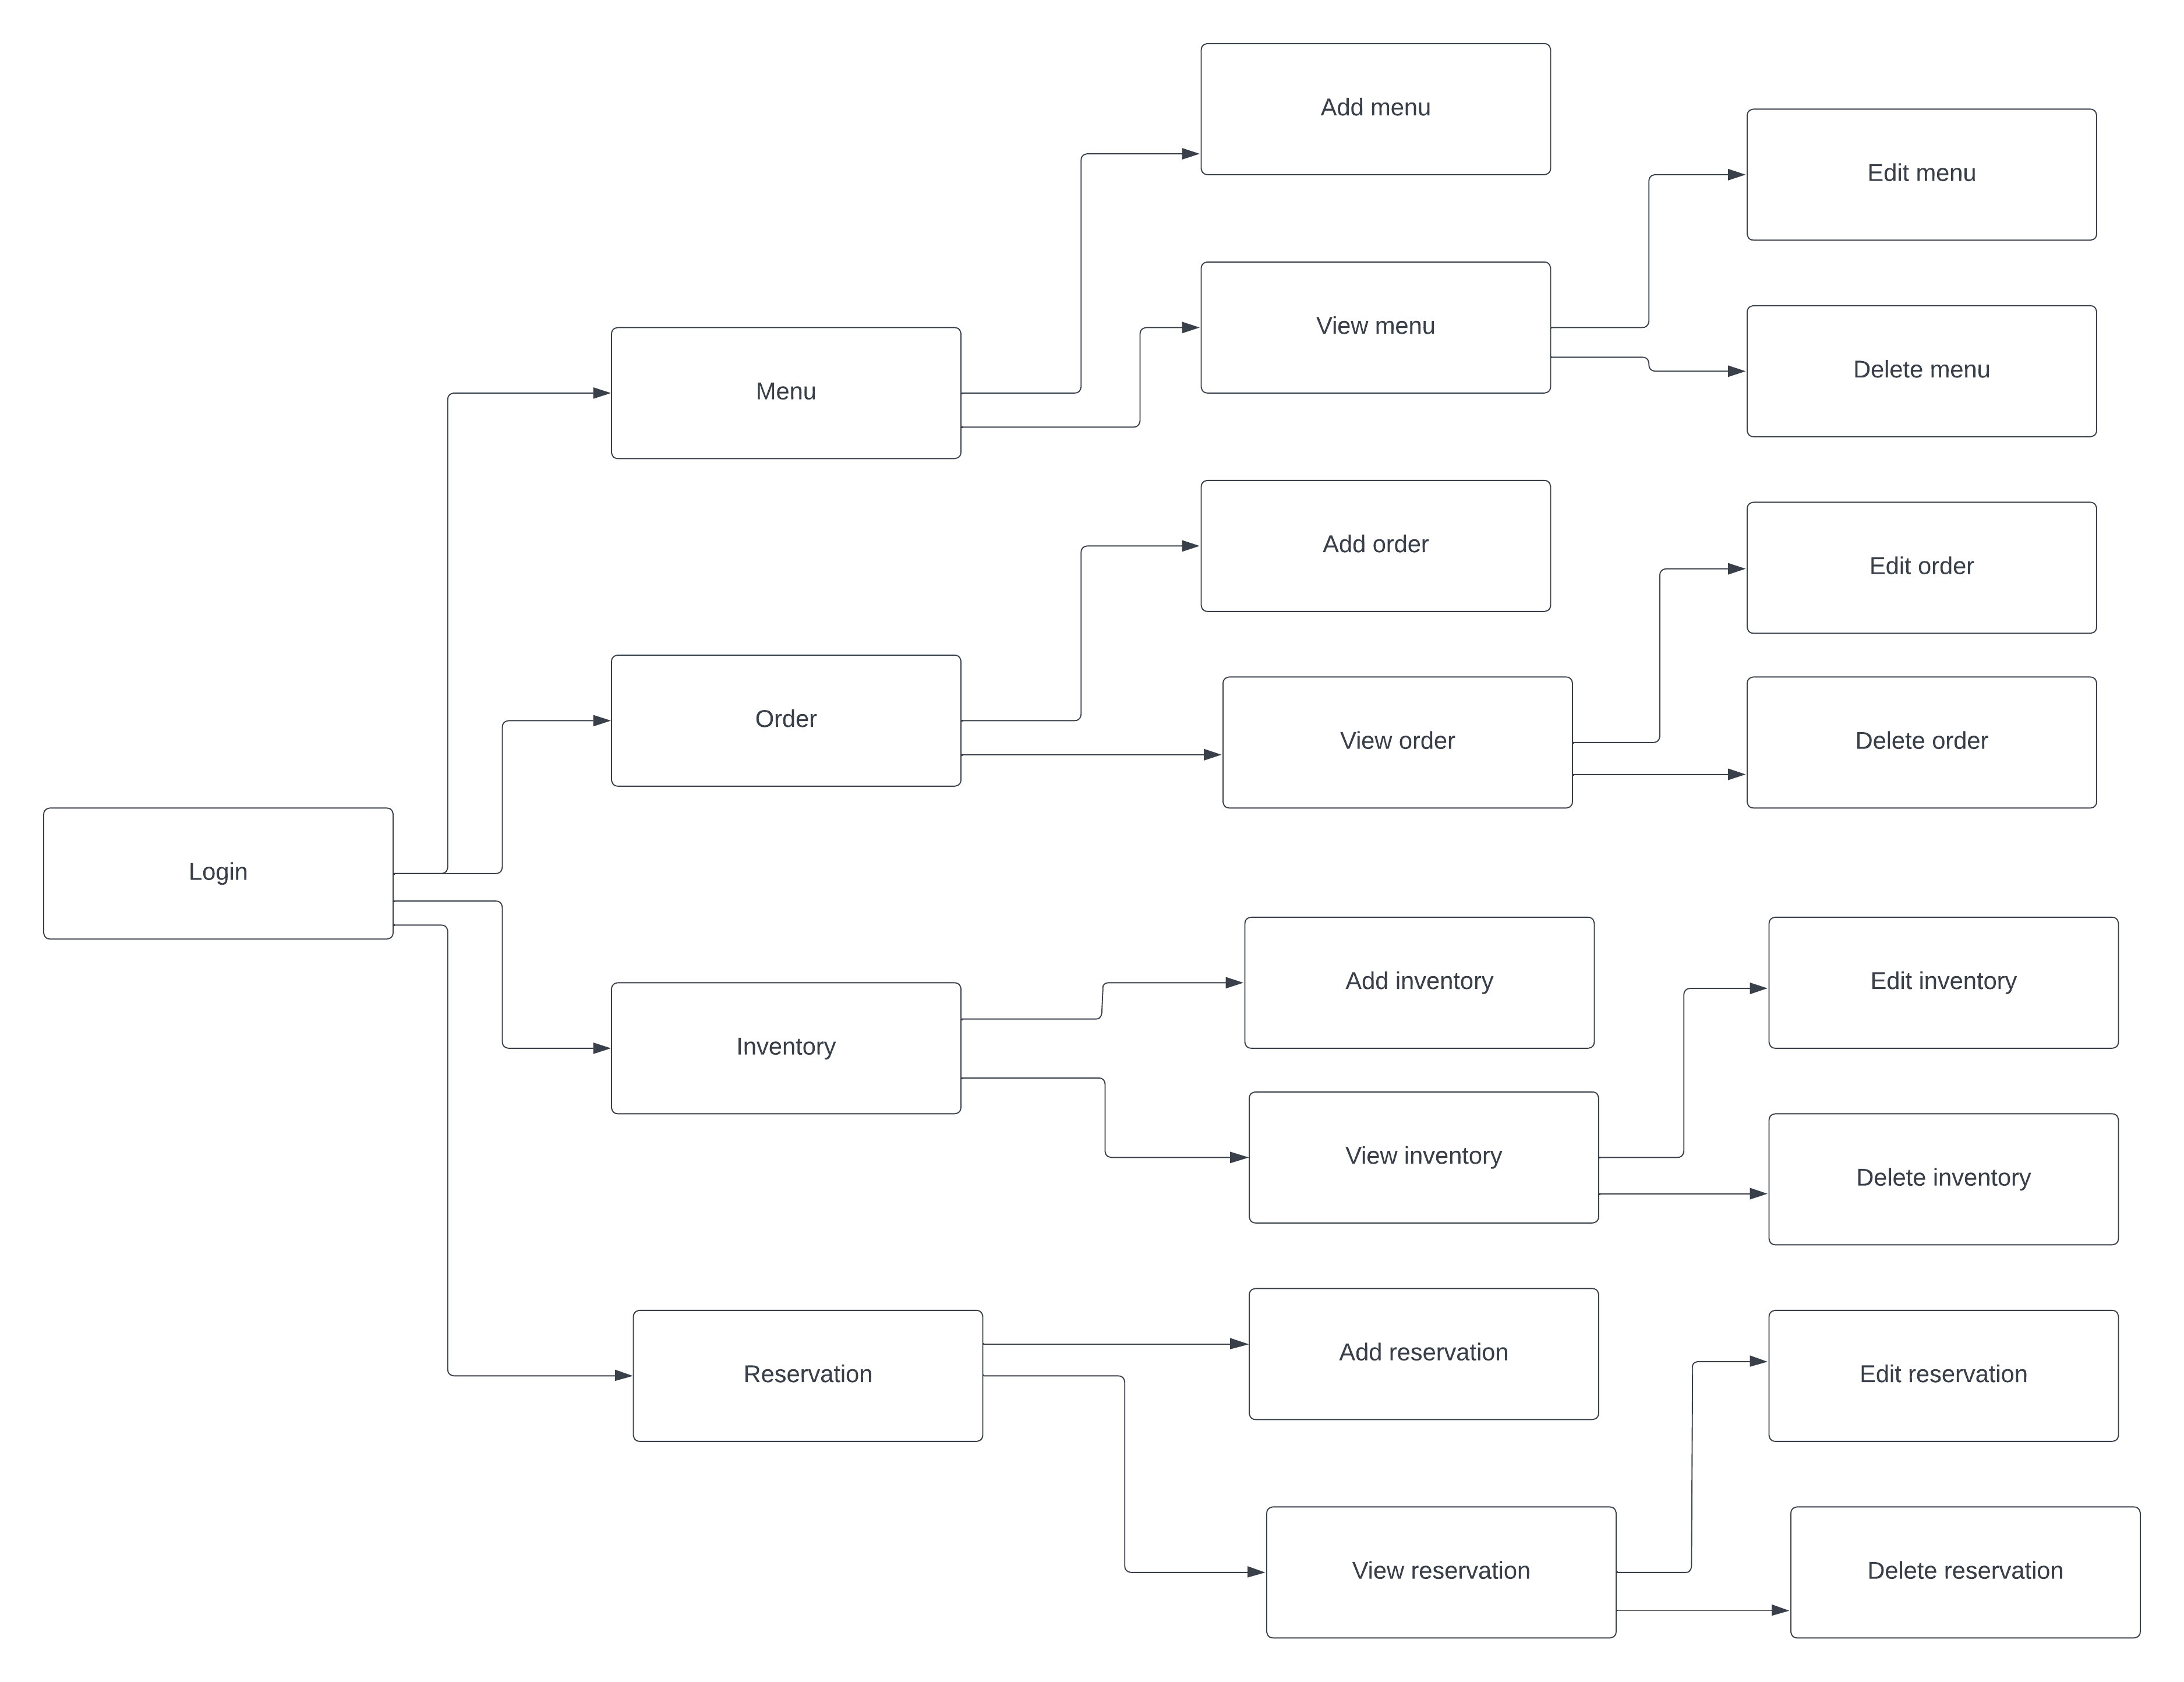 Add menu
Edit menu
View menu
Delete menu
Menu
Add order
Edit order
Order
View order
Delete order
Login
Add inventory
Edit inventory
Inventory
View inventory
Delete inventory
Add reservation
Reservation
Edit reservation
View reservation
Delete reservation